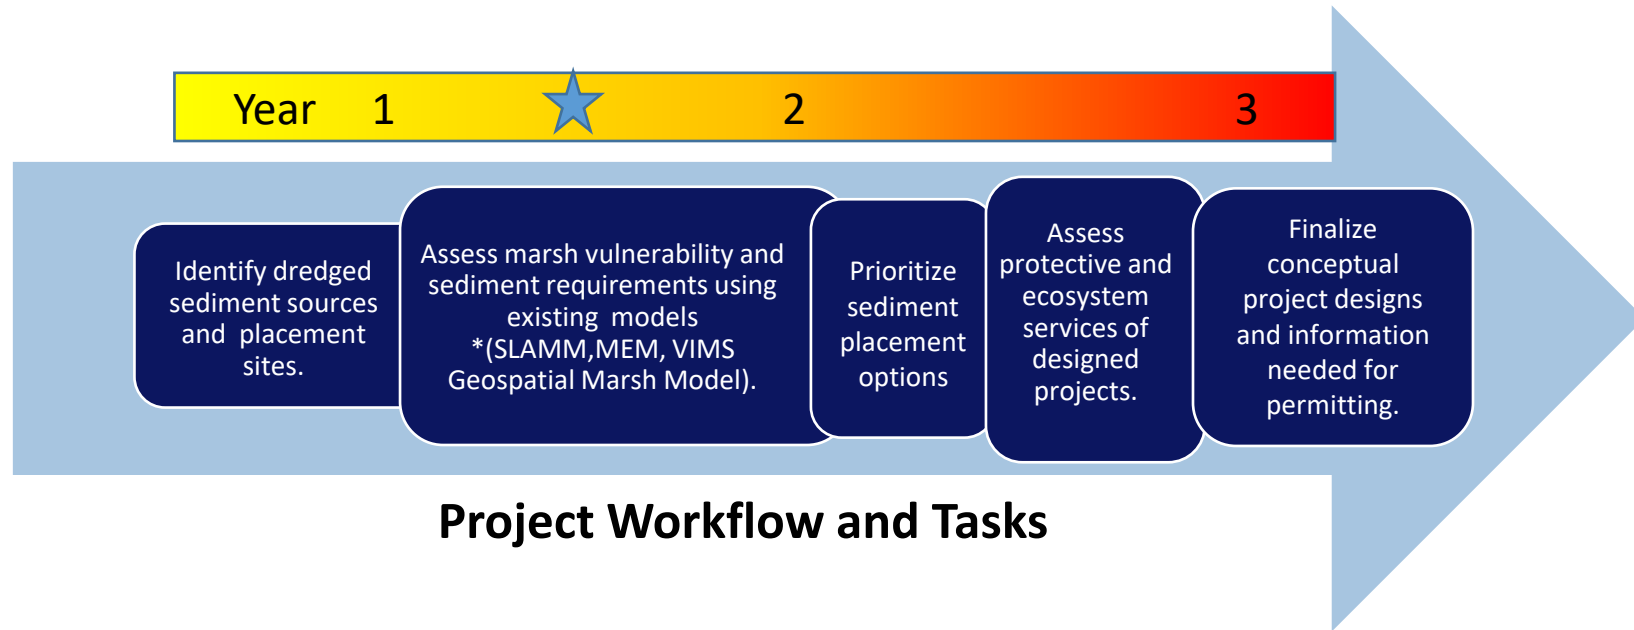 Year 1 2 3
Identify dredged
sediment sources
and placement
sites.
Assess marsh vulnerability and
sediment requirements using
existing models
*(SLAMM,MEM, VIMS
Geospatial Marsh Model).
Prioritize
sediment
placement
options
Assess
protective and
ecosystem
services of
designed
projects.
Finalize
conceptual
project designs
and information
needed for
permitting.
Project Workflow and Tasks